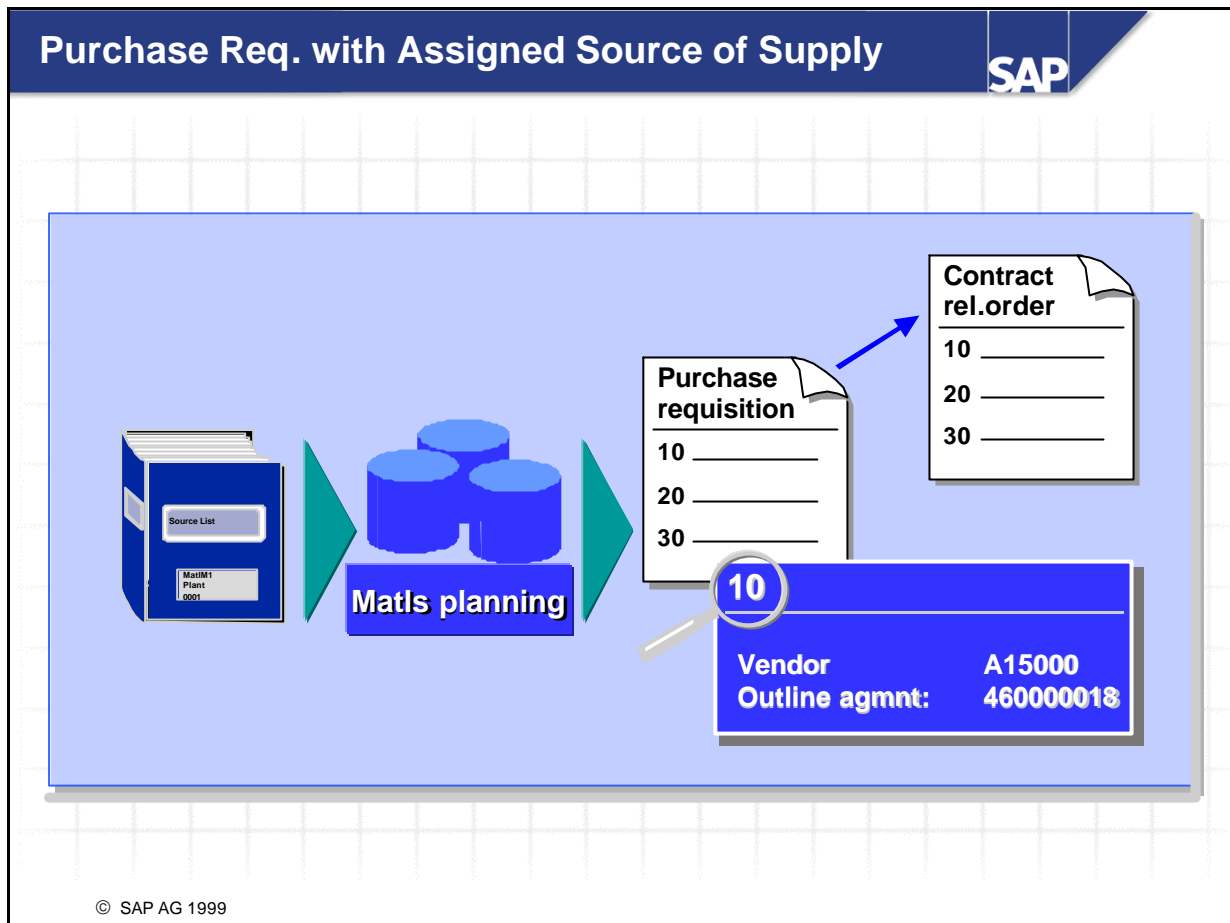 Purchase Req. with Assigned Source of Supply
SAP
Contract
rel.order
10
20
30
Purchase
requisition
10
20
30
Source List
MatlM1
Plant
0001
Matls planning
10
Vendor A15000
Outline agmnt: 460000018
© SAP AG 1999